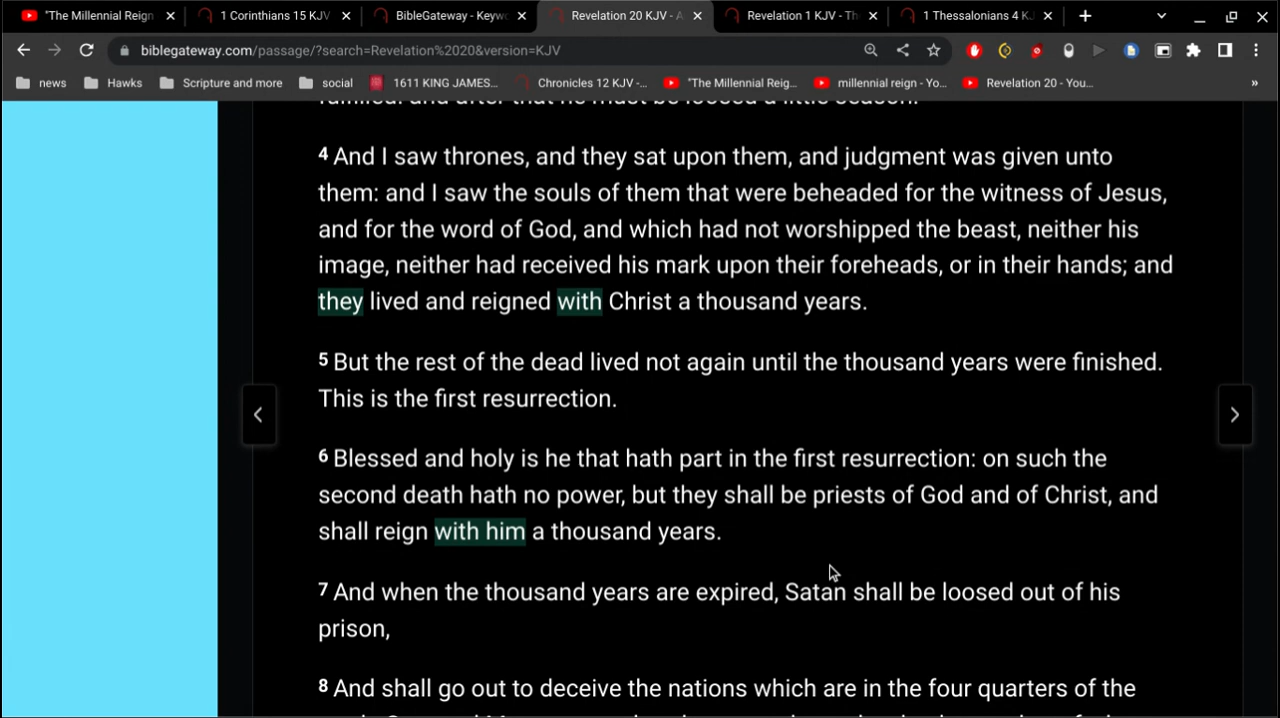 "The Millennial Reign
1 Corinthians 15 KJV
BibleGateway - Keywo
Revelation 20 KJV - A
Revelation 1 KJV - Th
1 Thessalonians 4 KJ
biblegateway.com/passage/?search=Revelation%2020&version=KJV
news
Hawks
Scripture and more
social
1611 KING JAMES...
Chronicles 12 KJV -...
"The Millennial Reig...
millennial reign - Yo...
Revelation 20 - You...
4 And I saw thrones, and they sat upon them, and judgment was given unto
them: and I saw the souls of them that were beheaded for the witness of Jesus,
and for the word of God, and which had not worshipped the beast, neither his
image, neither had received his mark upon their foreheads, or in their hands; and
they lived and reigned with Christ a thousand years.
5 But the rest of the dead lived not again until the thousand years were finished.
This is the first resurrection.
6 Blessed and holy is he that hath part in the first resurrection: on such the
second death hath no power, but they shall be priests of God and of Christ, and
shall reign with him a thousand years.
7 And when the thousand years are expired, Satan shall be loosed out of his
prison,
8 And shall go out to deceive the nations which are in the four quarters of the